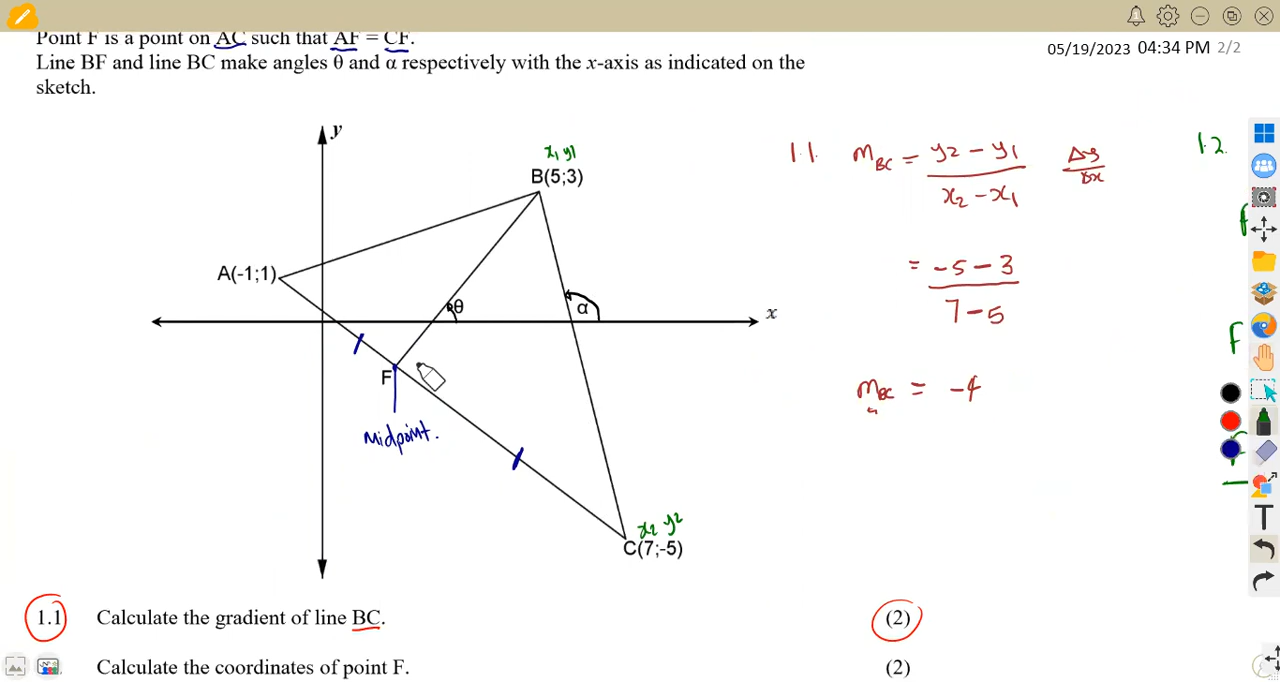 05/19/2023 04:34 PM 2/2
Point F is a point on AC such that AF = CF.
Line BF and line BC make angles θ and α respectively with the x-axis as indicated on the
sketch.
y
x1 y1
B(5;3)
A(-1;1)
θ
α
x
F
Midpoint.
x2 y2
C(7;-5)
1.1. mBC = y2 - y1 / x2 - x1 Δy/Δx
= -5 - 3 / 7 - 5
mBC = -4
1.2.
F
1.1 Calculate the gradient of line BC. (2)
Calculate the coordinates of point F. (2)
T